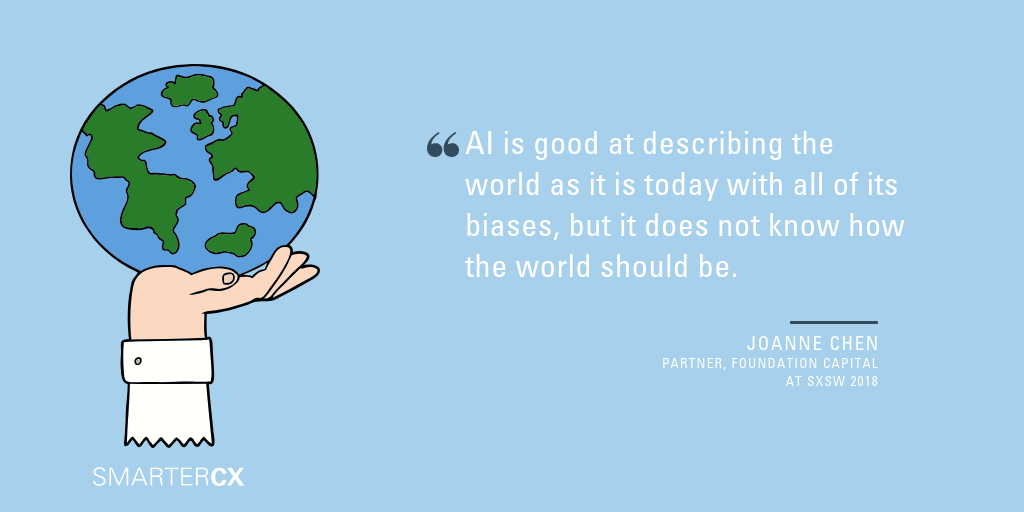 “AI is good at describing the
world as it is today with all of its
biases, but it does not know how
the world should be.
JOANNE CHEN
PARTNER, FOUNDATION CAPITAL
AT SXSW 2018
SMARTERCX